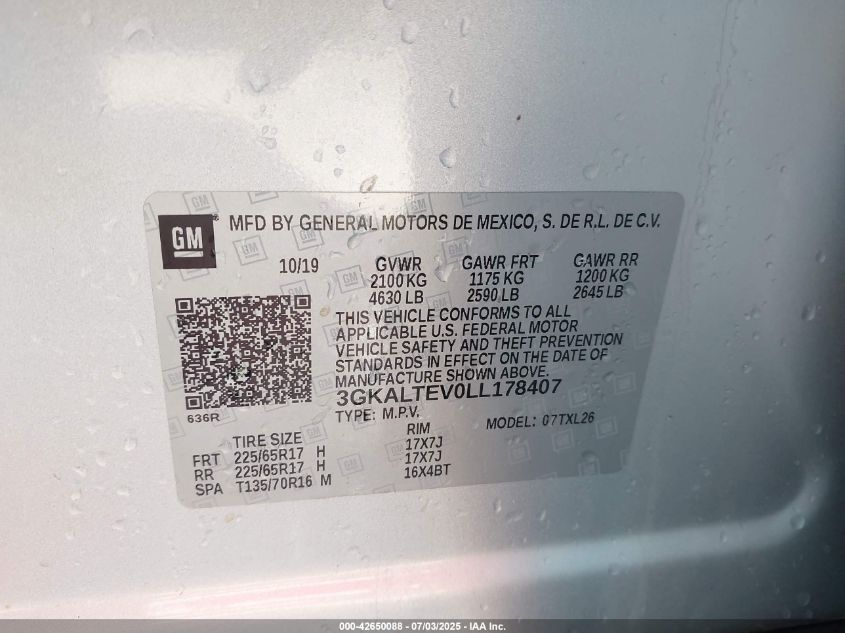 GM MFD BY GENERAL MOTORS DE MEXICO, S. DE R.L. DE C.V.
10/19 GVWR GAWR FRT GAWR RR
2100 KG 1175 KG 1200 KG
4630 LB 2590 LB 2645 LB
THIS VEHICLE CONFORMS TO ALL
APPLICABLE U.S. FEDERAL MOTOR
VEHICLE SAFETY AND THEFT PREVENTION
STANDARDS IN EFFECT ON THE DATE OF
MANUFACTURE SHOWN ABOVE.
3GKALTEV0LL178407
636R TYPE: M.P.V. MODEL: 07TXL26
TIRE SIZE RIM
FRT 225/65R17 H 17X7J
RR 225/65R17 H 17X7J
SPA T135/70R16 M 16X4BT
000-42650088 - 07/03/2025 - IAA Inc.